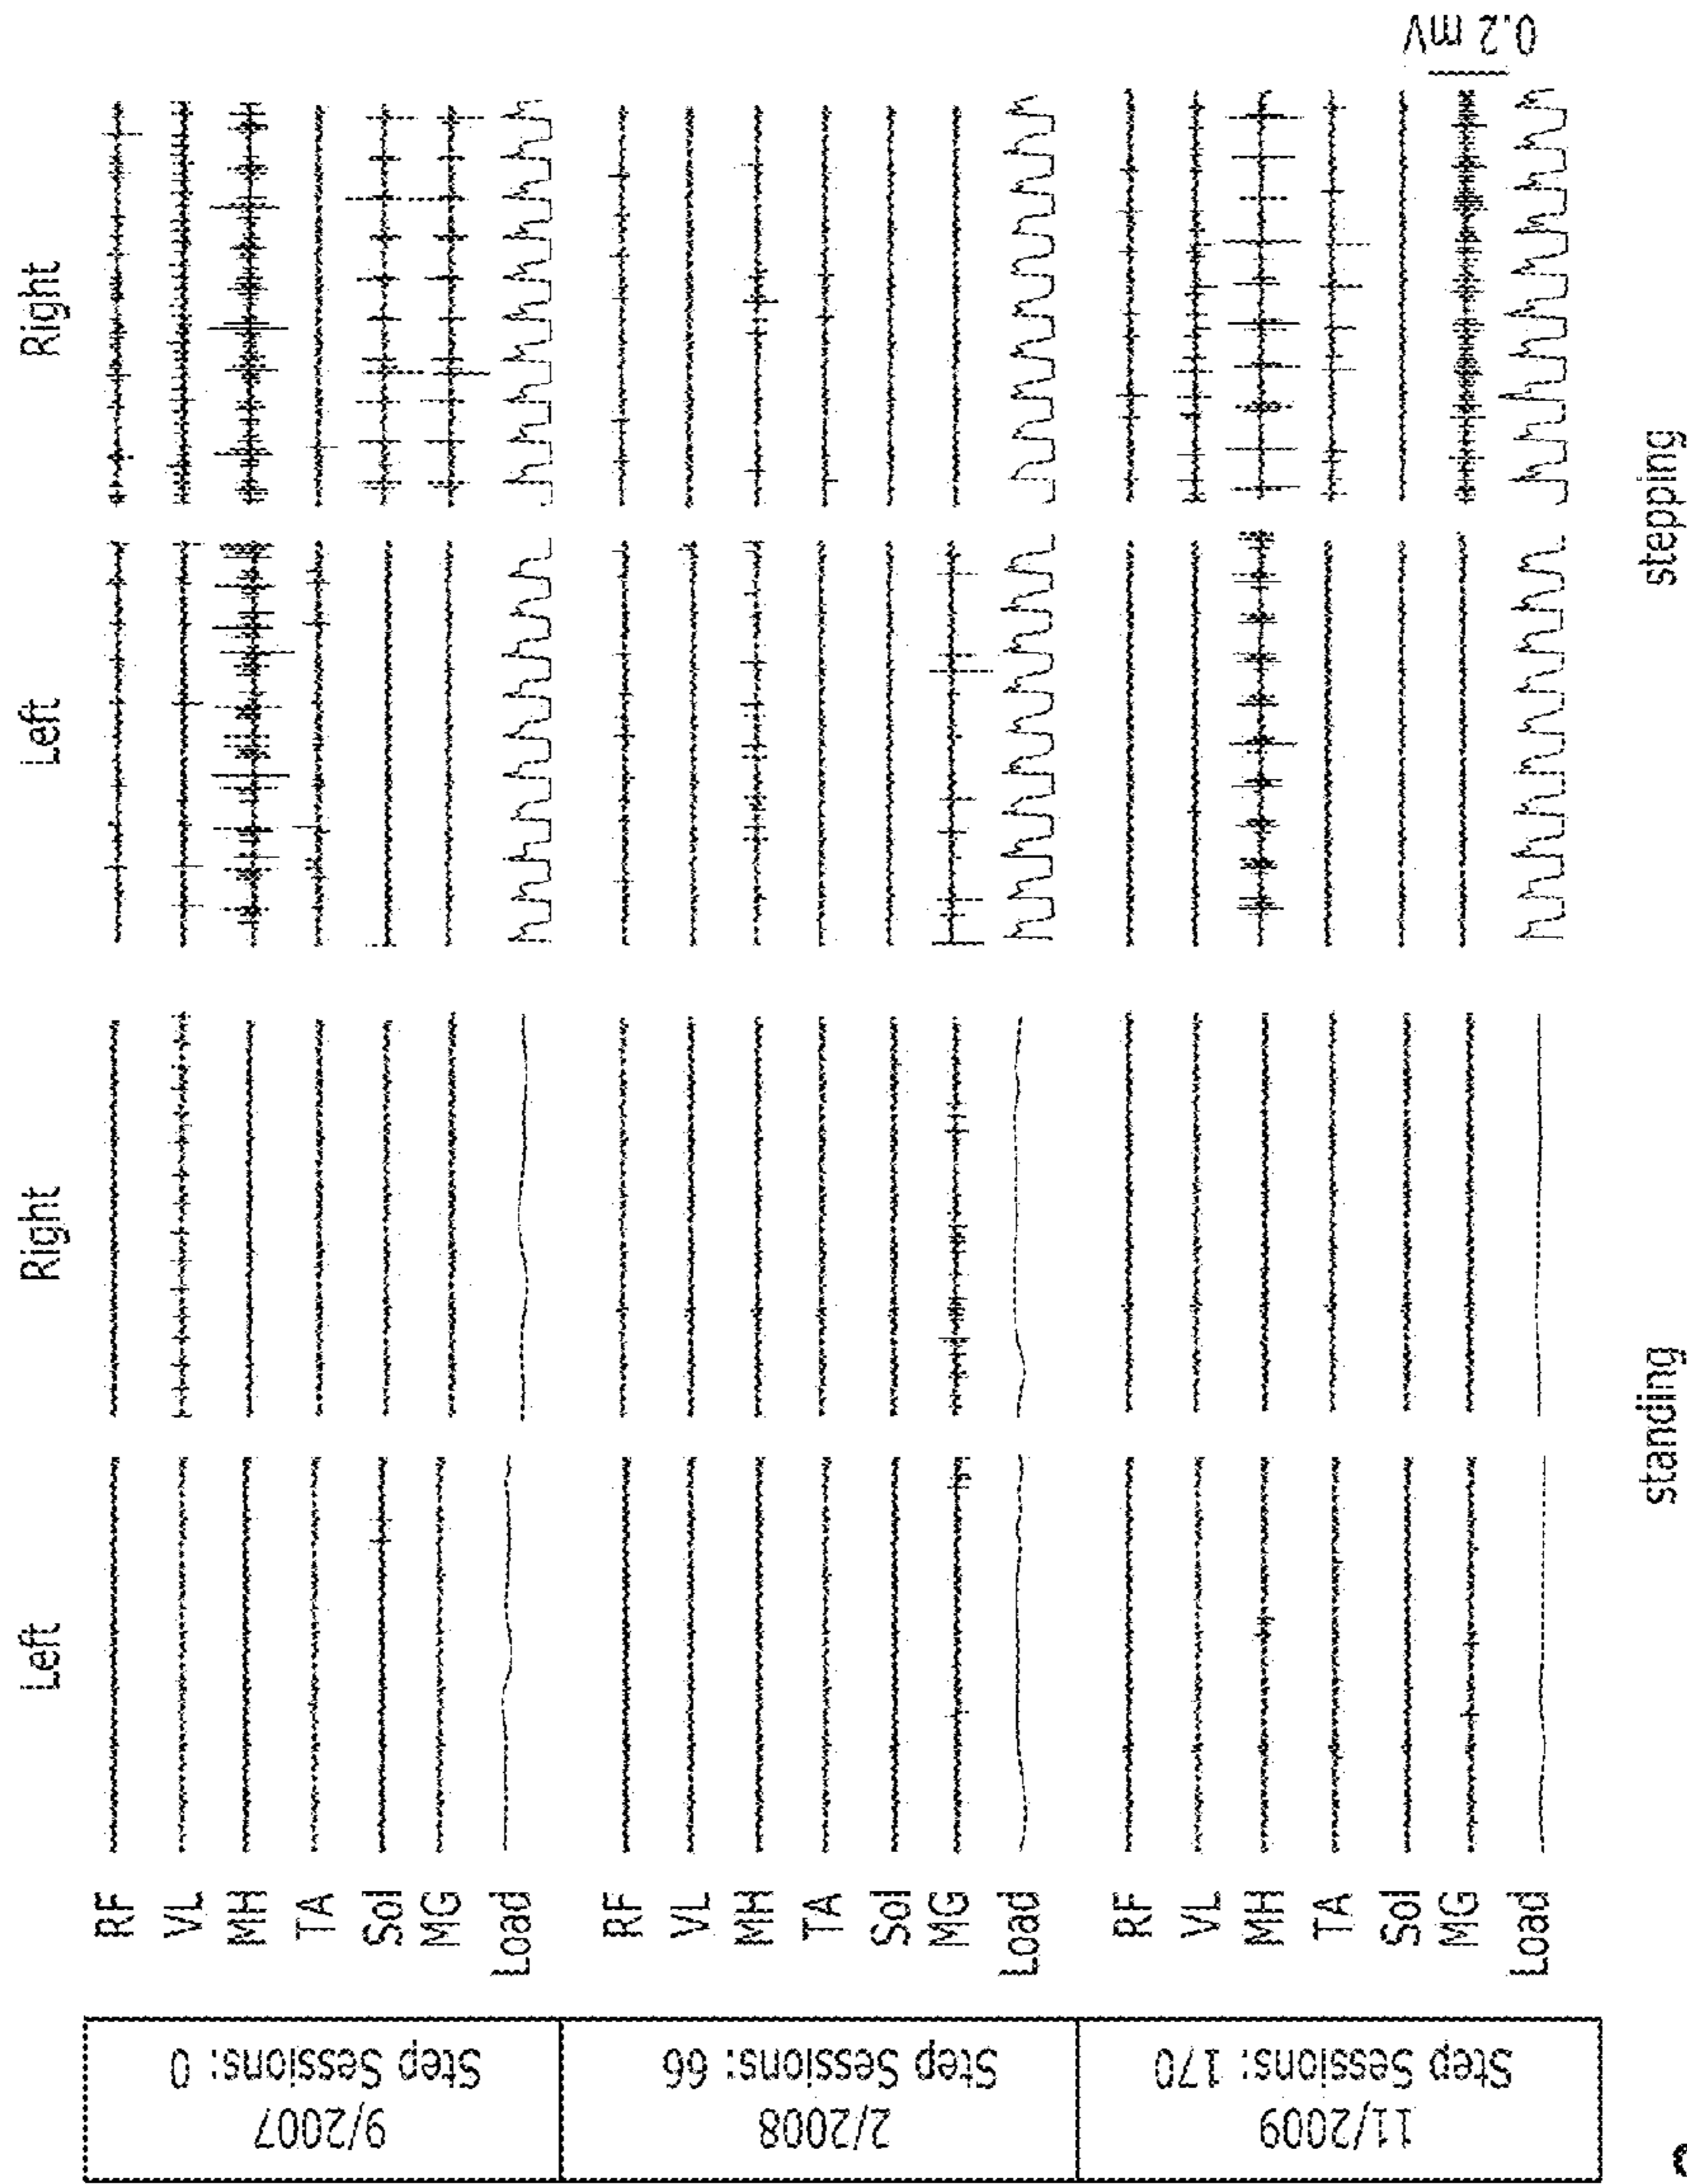 Left
Right
Left
Right
9/2007
Step Sessions: 0
RF
VL
MH
TA
Sol
MG
Load
2/2008
Step Sessions: 66
RF
VL
MH
TA
Sol
MG
Load
11/2009
Step Sessions: 170
RF
VL
MH
TA
Sol
MG
Load
0.2 mV
standing
stepping